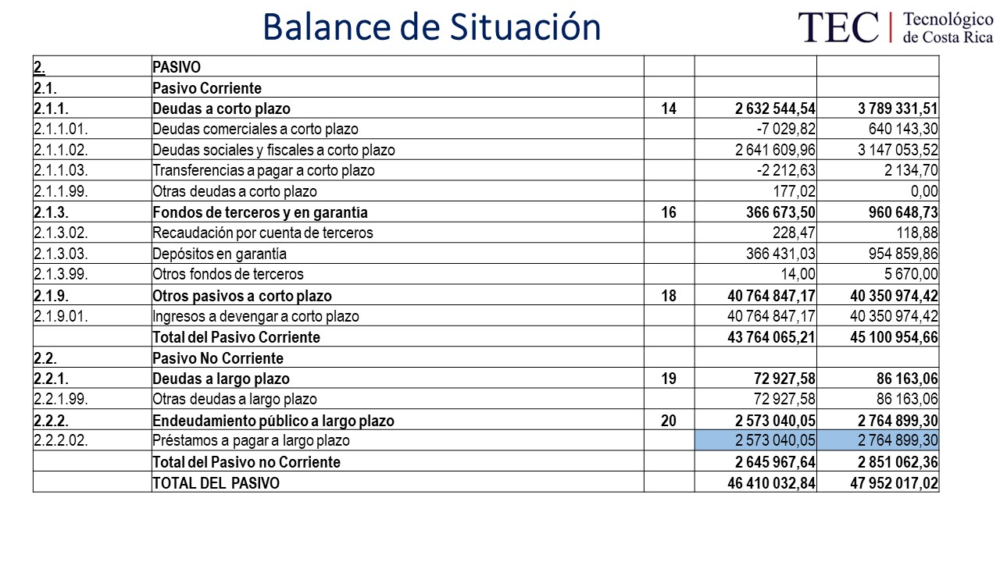 Balance de Situación
TEC | Tecnológico
de Costa Rica
2. PASIVO
2.1. Pasivo Corriente
2.1.1. Deudas a corto plazo 14 2 632 544,54 3 789 331,51
2.1.1.01. Deudas comerciales a corto plazo -7 029,82 640 143,30
2.1.1.02. Deudas sociales y fiscales a corto plazo 2 641 609,96 3 147 053,52
2.1.1.03. Transferencias a pagar a corto plazo -2 212,63 2 134,70
2.1.1.99. Otras deudas a corto plazo 177,02 0,00
2.1.3. Fondos de terceros y en garantía 16 366 673,50 960 648,73
2.1.3.02. Recaudación por cuenta de terceros 228,47 118,88
2.1.3.03. Depósitos en garantía 366 431,03 954 859,86
2.1.3.99. Otros fondos de terceros 14,00 5 670,00
2.1.9. Otros pasivos a corto plazo 18 40 764 847,17 40 350 974,42
2.1.9.01. Ingresos a devengar a corto plazo 40 764 847,17 40 350 974,42
Total del Pasivo Corriente 43 764 065,21 45 100 954,66
2.2. Pasivo No Corriente
2.2.1. Deudas a largo plazo 19 72 927,58 86 163,06
2.2.1.99. Otras deudas a largo plazo 72 927,58 86 163,06
2.2.2. Endeudamiento público a largo plazo 20 2 573 040,05 2 764 899,30
2.2.2.02. Préstamos a pagar a largo plazo 2 573 040,05 2 764 899,30
Total del Pasivo no Corriente 2 645 967,64 2 851 062,36
TOTAL DEL PASIVO 46 410 032,84 47 952 017,02